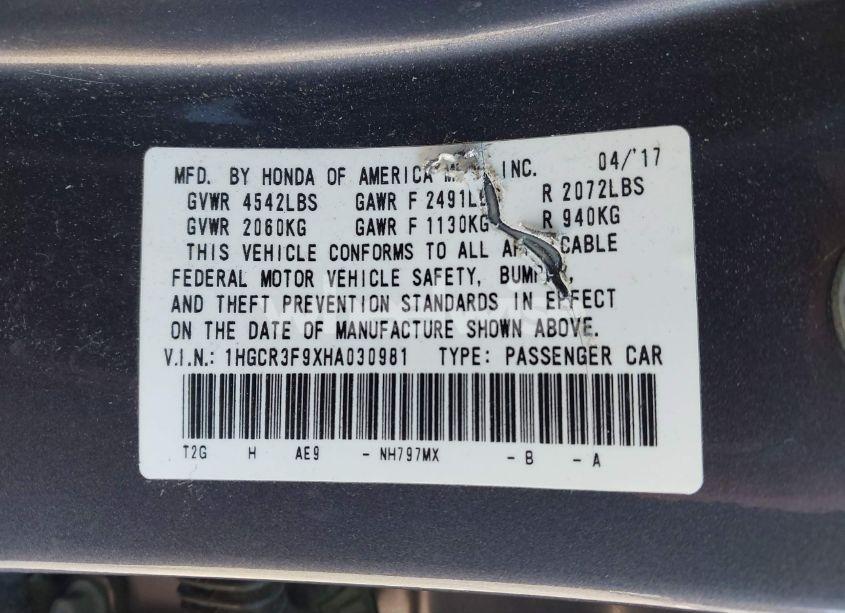 MFD. BY HONDA OF AMERICA INC. 04/'17
GVWR 4542LBS GAWR F 2491L R 2072LBS
GVWR 2060KG GAWR F 1130KG R 940KG
THIS VEHICLE CONFORMS TO ALL AP CABLE
FEDERAL MOTOR VEHICLE SAFETY, BUMP
AND THEFT PREVENTION STANDARDS IN EFFECT
ON THE DATE OF MANUFACTURE SHOWN ABOVE.
V.I.N.: 1HGCR3F9XHA030981 TYPE: PASSENGER CAR
T2G H AE9 - NH797MX - B - A